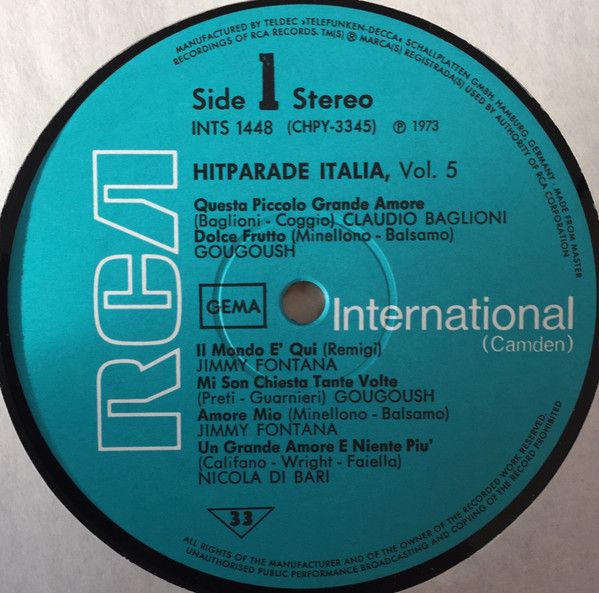 MANUFACTURED BY TELDEC »TELEFUNKEN-DECCA« SCHALLPLATTEN GMBH, HAMBURG, GERMANY. MADE FROM MASTER
RECORDINGS OF RCA RECORDS. TM(S) ® MARCA(S) REGISTRADA(S) USED BY AUTHORITY OF RCA CORPORATION
Side 1 Stereo
INTS 1448 (CHPY-3345) ℗ 1973
HITPARADE ITALIA, Vol. 5
Questa Piccolo Grande Amore
(Baglioni - Coggio) CLAUDIO BAGLIONI
Dolce Frutto (Minellono - Balsamo)
GOUGOUSH
RCA
GEMA
International
(Camden)
Il Mondo E' Qui (Remigi)
JIMMY FONTANA
Mi Son Chiesta Tante Volte
(Preti - Guarnieri) GOUGOUSH
Amore Mio (Minellono - Balsamo)
JIMMY FONTANA
Un Grande Amore E Niente Piu'
(Califano - Wright - Faiella)
NICOLA DI BARI
33
ALL RIGHTS OF THE MANUFACTURER AND OF THE OWNER OF THE RECORDED WORK RESERVED.
UNAUTHORISED PUBLIC PERFORMANCE BROADCASTING AND COPYING OF THE RECORD PROHIBITED